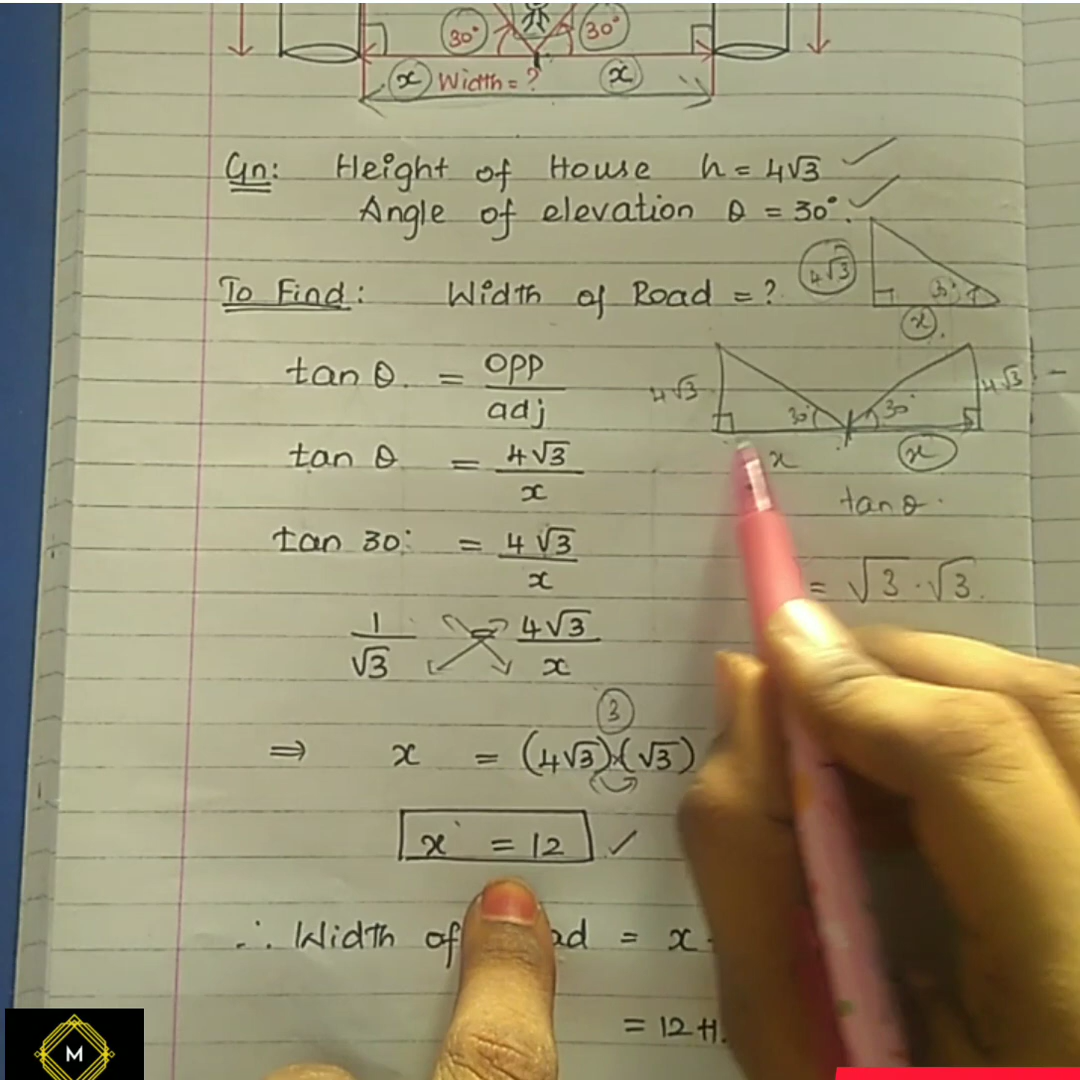 30° 30°
x Width = ? x
Gn: Height of House h = 4√3
Angle of elevation θ = 30°.
4√3 30°
x
To Find: Width of Road = ?
tan θ = opp/adj
4√3 30° 30° 4√3
x x
tan θ = 4√3/x
tan θ.
tan 30° = 4√3/x
= √3 · √3.
1/√3 = 4√3/x
3
⇒ x = (4√3)×(√3)
x = 12
∴ Width of = x
= 12 +
M